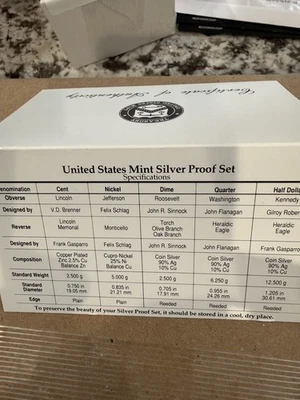 Certificate of Authenticity
United States Mint Silver Proof Set
Specifications
Denomination Cent Nickel Dime Quarter Half Dolla
Obverse Lincoln Jefferson Roosevelt Washington Kennedy
Designed by V.D. Brenner Felix Schlag John R. Sinnock John Flanagan Gilroy Rober
Reverse Lincoln Memorial Monticello Torch Olive Branch Oak Branch Heraldic Eagle Heraldic Eagle
Designed by Frank Gasparro Felix Schlag John R. Sinnock John Flanagan Frank Gasparro
Composition Copper Plated Zinc 2.5% Cu Balance Zn Cupro-Nickel 25% Ni Balance Cu Coin Silver 90% Ag 10% Cu Coin Silver 90% Ag 10% Cu Coin Silver 90% Ag 10% Cu
Standard Weight 2.500 g 5.000 g 2.500 g 6.250 g 12.500 g
Standard Diameter 0.750 in 19.05 mm 0.835 in 21.21 mm 0.705 in 17.91 mm 0.955 in 24.26 mm 1.205 in 30.61 mm
Edge Plain Plain Reeded Reeded Reeded
To preserve the beauty of your Silver Proof Set, it should be stored in a cool, dry place.